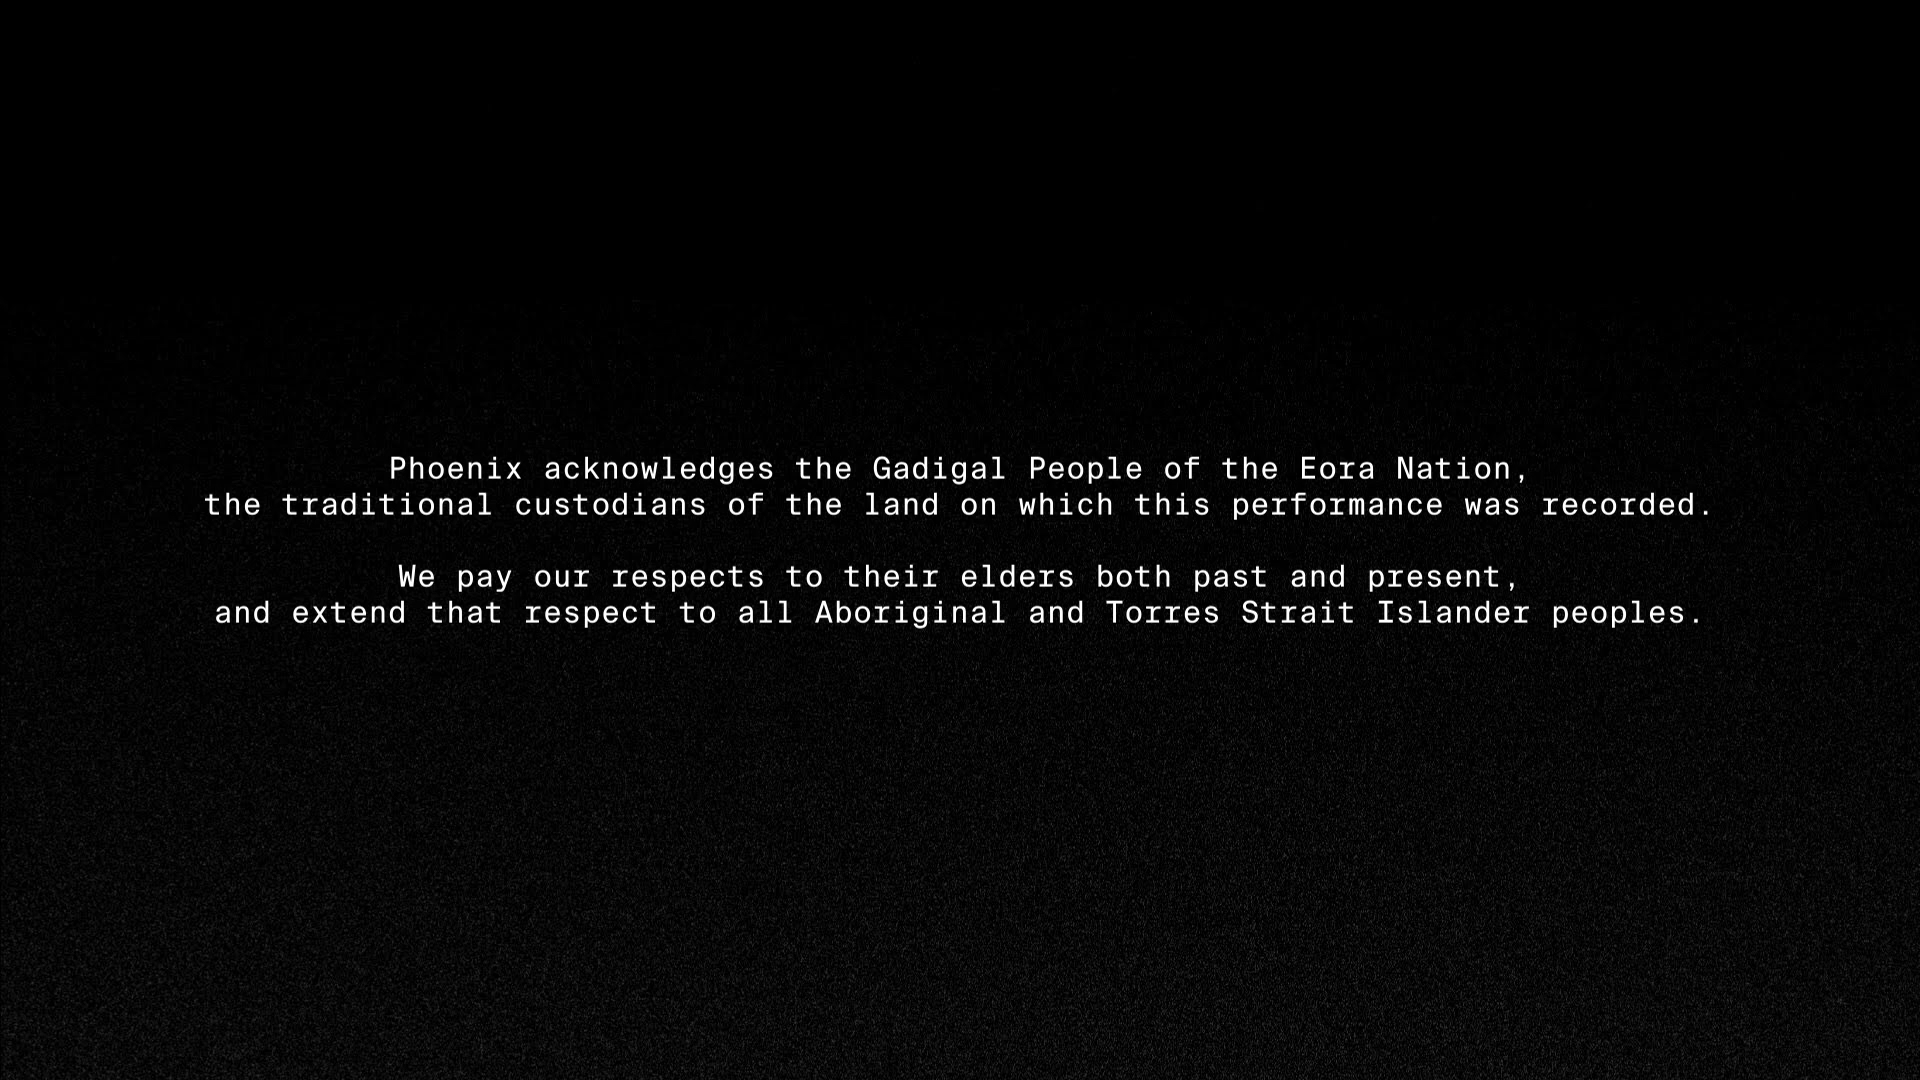 Phoenix acknowledges the Gadigal People of the Eora Nation,
the traditional custodians of the land on which this performance was recorded.
We pay our respects to their elders both past and present,
and extend that respect to all Aboriginal and Torres Strait Islander peoples.